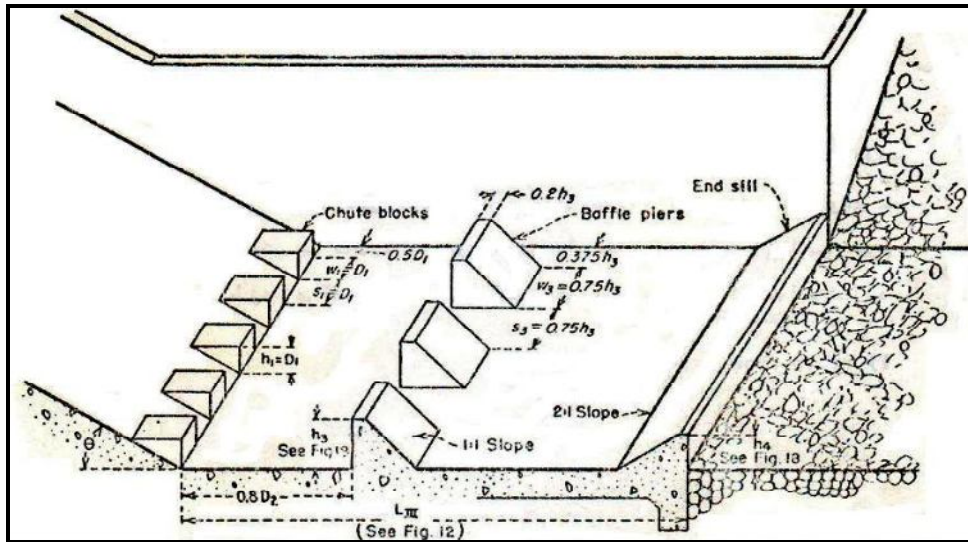 0.2h₃
End sill
Chute blocks
Baffle piers
0.5D₁
w₁=D₁
s₁=D₁
0.375h₃
w₃=0.75h₃
s₃=0.75h₃
h₁=D₁
2:1 Slope
θ
h₃
See Fig.
1:1 Slope
h₄
See Fig. 13
0.8D₂
L III
(See Fig. 12)